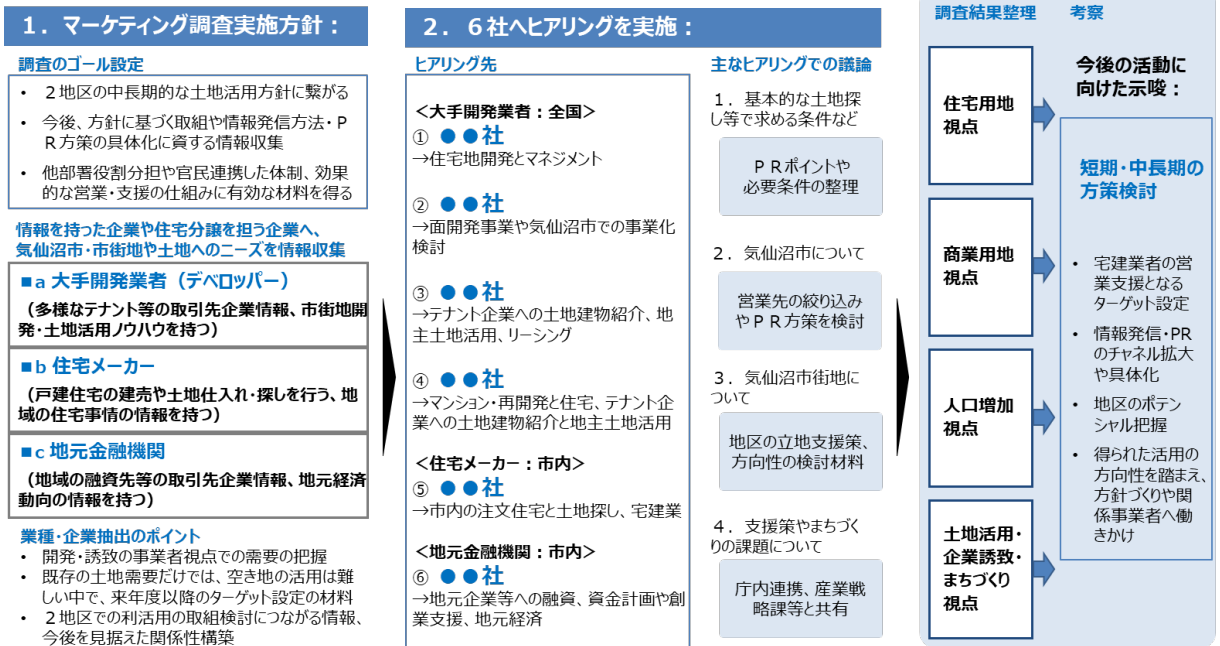 １．マーケティング調査実施方針：
調査のゴール設定
• ２地区の中長期的な土地活用方針に繋がる
• 今後、方針に基づく取組や情報発信方法・Ｐ
Ｒ方策の具体化に資する情報収集
• 他部署役割分担や官民連携した体制、効果
的な営業・支援の仕組みに有効な材料を得る
情報を持った企業や住宅分譲を担う企業へ、
気仙沼市・市街地や土地へのニーズを情報収集
■a 大手開発業者（デベロッパー）
（多様なテナント等の取引先企業情報、市街地開
発・土地活用ノウハウを持つ）
■b 住宅メーカー
（戸建住宅の建売や土地仕入れ・探しを行う、地
域の住宅事情の情報を持つ）
■c 地元金融機関
（地域の融資先等の取引先企業情報、地元経済
動向の情報を持つ）
業種・企業抽出のポイント
• 開発・誘致の事業者視点での需要の把握
• 既存の土地需要だけでは、空き地の活用は難
しい中で、来年度以降のターゲット設定の材料
• ２地区での利活用の取組検討につながる情報、
今後を見据えた関係性構築
２．６社へヒアリングを実施：
ヒアリング先
＜大手開発業者：全国＞
① ●●社
→住宅地開発とマネジメント
② ●●社
→面開発事業や気仙沼市での事業化
検討
③ ●●社
→テナント企業への土地建物紹介、地
主土地活用、リーシング
④ ●●社
→マンション・再開発と住宅、テナント企
業への土地建物紹介と地主土地活用
＜住宅メーカー：市内＞
⑤ ●●社
→市内の注文住宅と土地探し、宅建業
＜地元金融機関：市内＞
⑥ ●●社
→地元企業等への融資、資金計画や創
業支援、地元経済
主なヒアリングでの議論
１．基本的な土地探
し等で求める条件など
ＰＲポイントや
必要条件の整理
２．気仙沼市について
営業先の絞り込み
やＰＲ方策を検討
３．気仙沼市街地に
ついて
地区の立地支援策、
方向性の検討材料
４．支援策やまちづく
りの課題について
庁内連携、産業戦
略課等と共有
調査結果整理
住宅用地
視点
商業用地
視点
人口増加
視点
土地活用・
企業誘致・
まちづくり
視点
考察
今後の活動に
向けた示唆：
短期・中長期の
方策検討
• 宅建業者の営
業支援となる
ターゲット設定
• 情報発信・PR
のチャネル拡大
や具体化
• 地区のポテン
シャル把握
• 得られた活用の
方向性を踏まえ、
方針づくりや関
係事業者へ働
きかけ